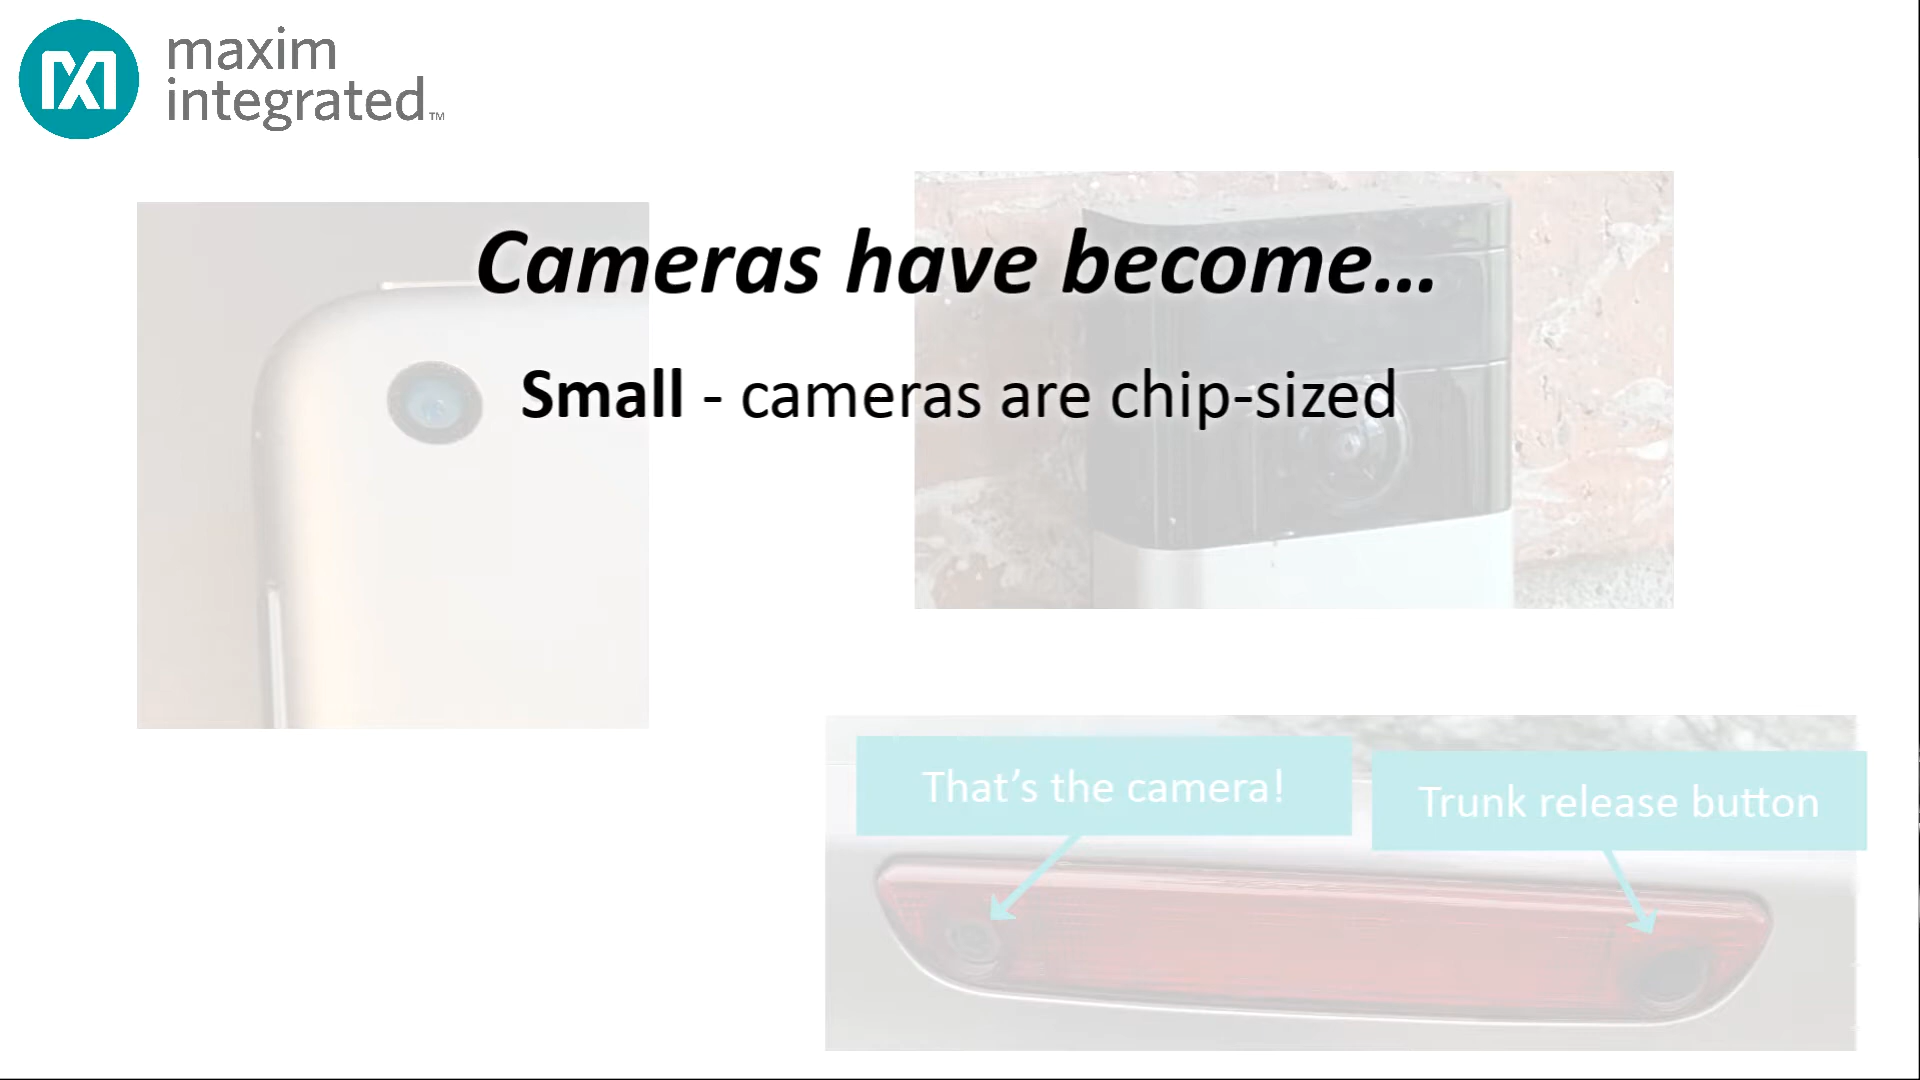 maxim
integrated™
Cameras have become...
Small - cameras are chip-sized
That's the camera!
Trunk release button